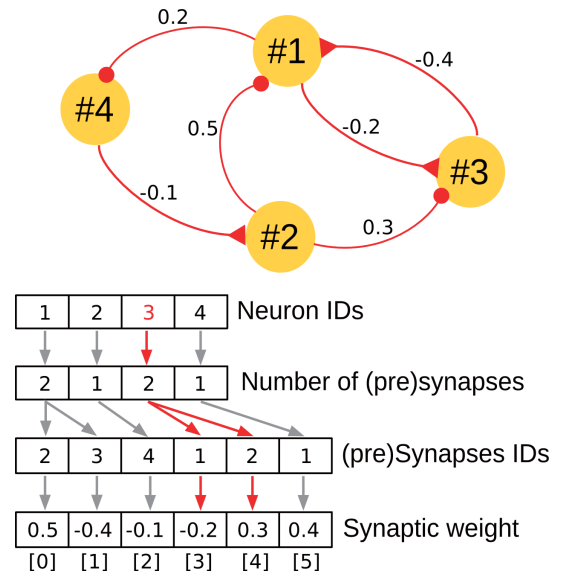 0.2
#1
-0.4
#4
0.5
-0.2
#3
-0.1
#2
0.3
1 2 3 4 Neuron IDs
2 1 2 1 Number of (pre)synapses
2 3 4 1 2 1 (pre)Synapses IDs
0.5 -0.4 -0.1 -0.2 0.3 0.4 Synaptic weight
[0] [1] [2] [3] [4] [5]